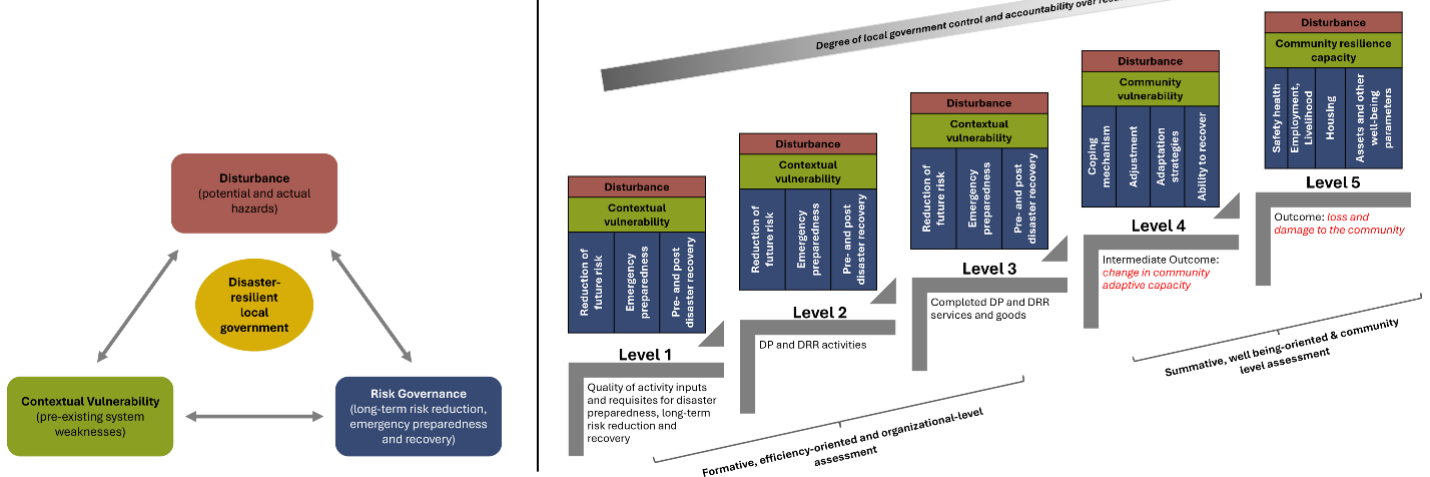 Disturbance
(potential and actual
hazards)
Disaster-
resilient
local
government
Contextual Vulnerability
(pre-existing system
weaknesses)
Risk Governance
(long-term risk reduction,
emergency preparedness
and recovery)
Degree of local government control and accountability over
Disturbance
Contextual
vulnerability
Reduction of
future risk
Emergency
preparedness
Pre- and post
disaster recovery
Level 1
Quality of activity inputs
and requisites for disaster
preparedness, long-term
risk reduction and
recovery
Disturbance
Contextual
vulnerability
Reduction of
future risk
Emergency
preparedness
Pre- and post
disaster recovery
Level 2
DP and DRR activities
Disturbance
Contextual
vulnerability
Reduction of
future risk
Emergency
preparedness
Pre- and post
disaster recovery
Level 3
Completed DP and DRR
services and goods
Disturbance
Community
vulnerability
Coping
mechanism
Adjustment
Adaptation
strategies
Ability to recover
Level 4
Intermediate Outcome:
change in community
adaptive capacity
Disturbance
Community resilience
capacity
Safety health
Employment,
Livelihood
Housing
Assets and other
well-being
parameters
Level 5
Outcome: loss and
damage to the community
Formative, efficiency-oriented and organizational-level
assessment
Summative, well being-oriented & community
level assessment